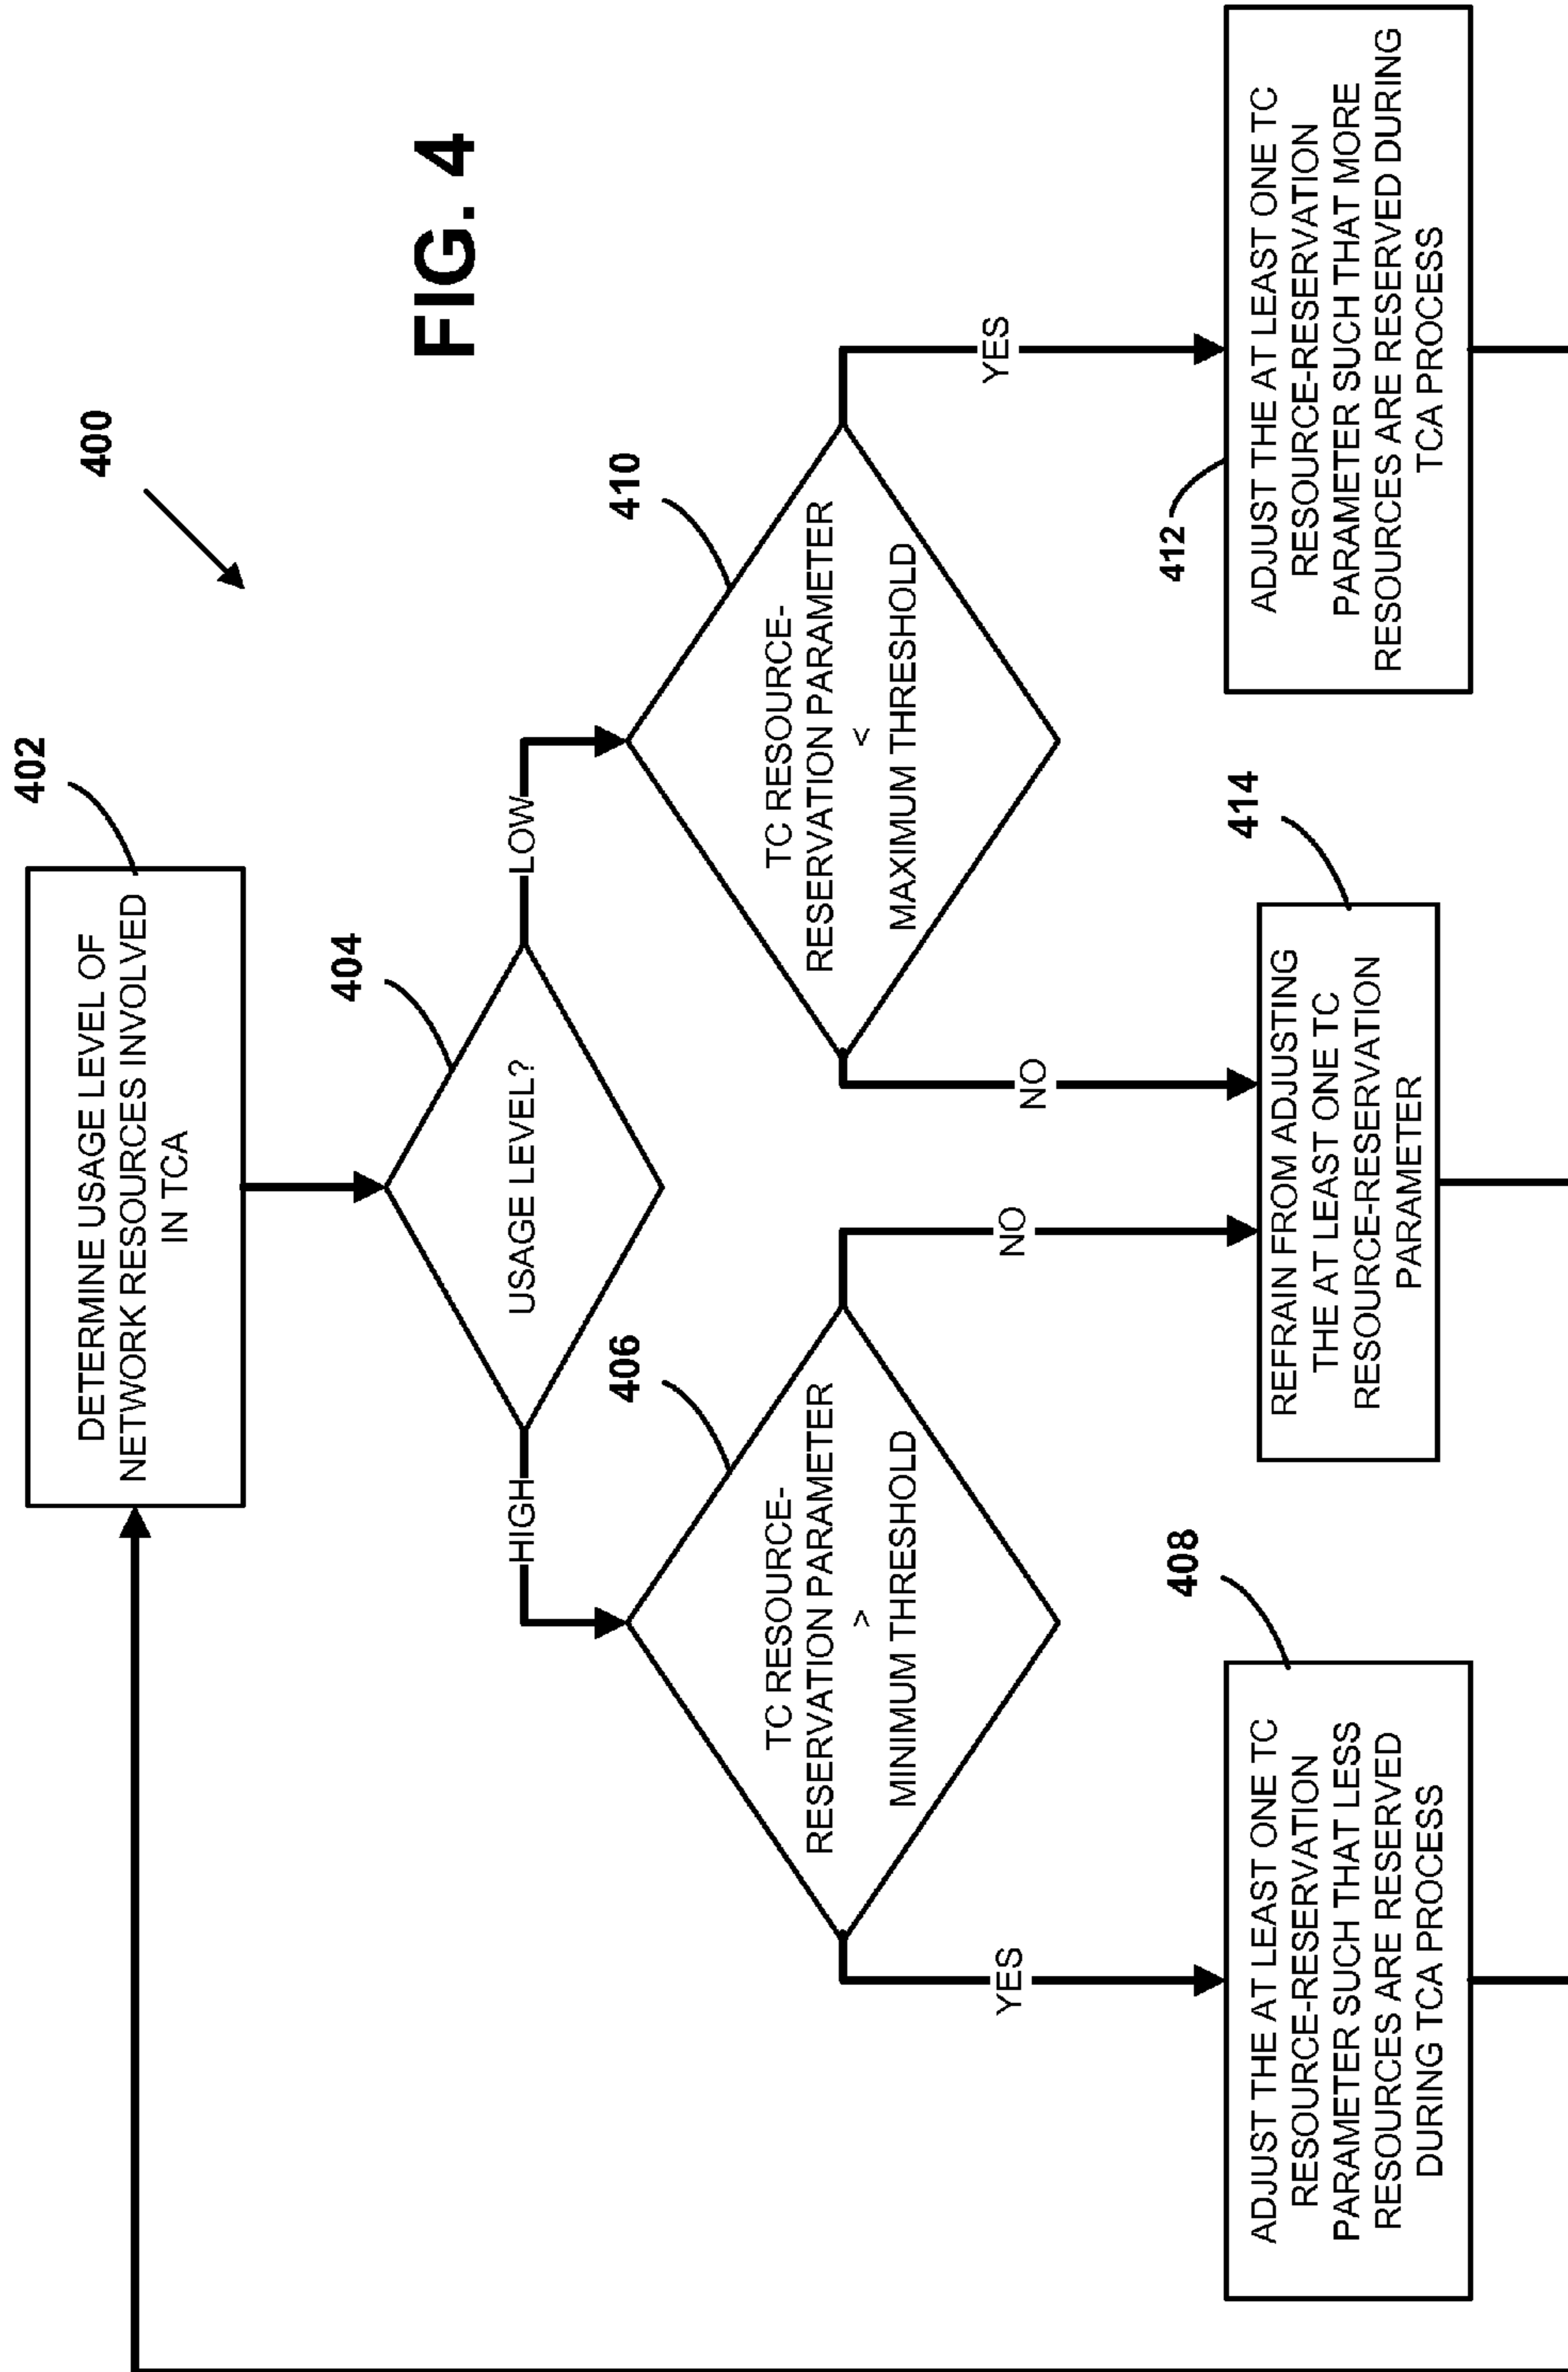 402
DETERMINE USAGE LEVEL OF
NETWORK RESOURCES INVOLVED
IN TCA
400
FIG. 4
404
USAGE LEVEL?
HIGH
LOW
406
TC RESOURCE-
RESERVATION PARAMETER
>
MINIMUM THRESHOLD
410
TC RESOURCE-
RESERVATION PARAMETER
<
MAXIMUM THRESHOLD
YES
NO
NO
YES
408
ADJUST THE AT LEAST ONE TC
RESOURCE-RESERVATION
PARAMETER SUCH THAT LESS
RESOURCES ARE RESERVED
DURING TCA PROCESS
414
REFRAIN FROM ADJUSTING
THE AT LEAST ONE TC
RESOURCE-RESERVATION
PARAMETER
412
ADJUST THE AT LEAST ONE TC
RESOURCE-RESERVATION
PARAMETER SUCH THAT MORE
RESOURCES ARE RESERVED DURING
TCA PROCESS